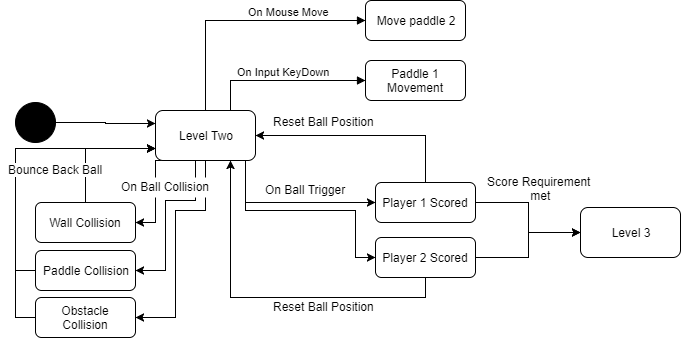 On Mouse Move
Move paddle 2
On Input KeyDown
Paddle 1
Movement
Level Two
Reset Ball Position
Bounce Back Ball
On Ball Collision
On Ball Trigger
Player 1 Scored
Score Requirement
met
Wall Collision
Level 3
Player 2 Scored
Paddle Collision
Reset Ball Position
Obstacle
Collision